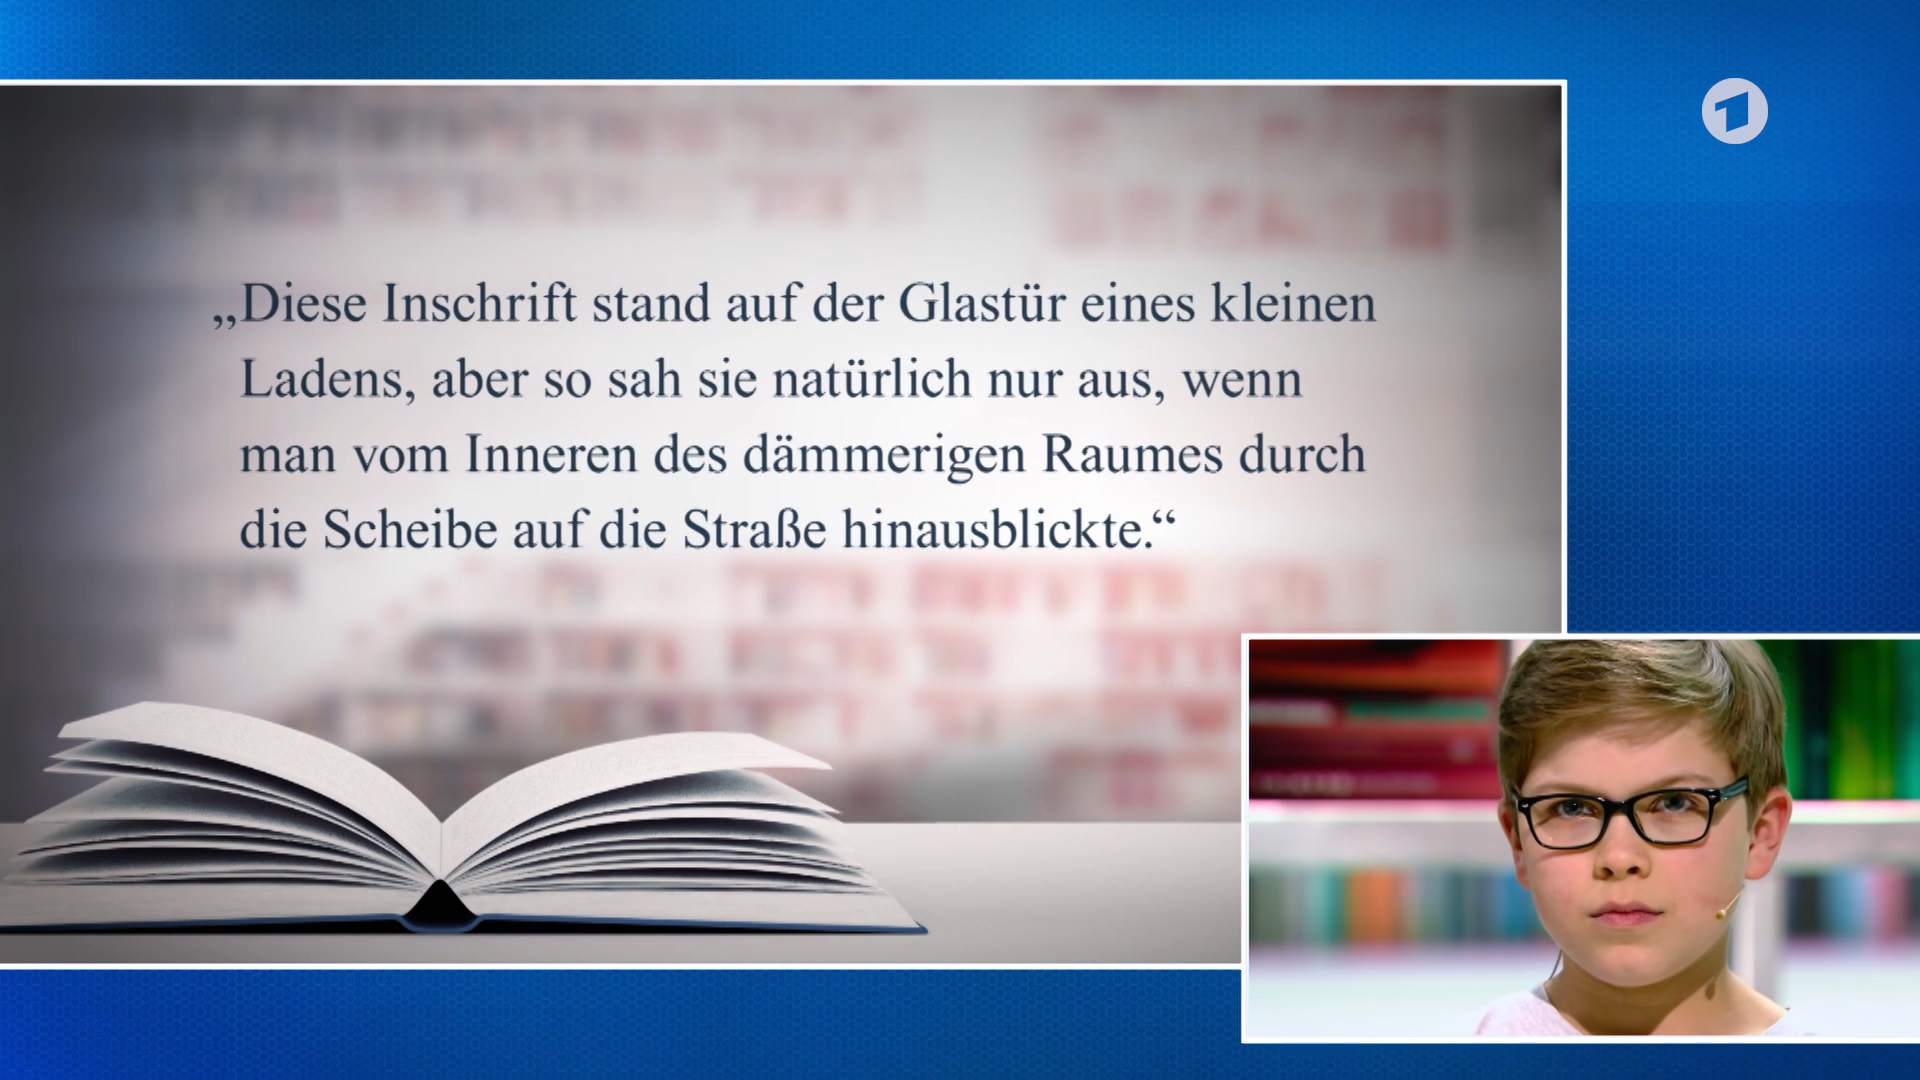 „Diese Inschrift stand auf der Glastür eines kleinen
Ladens, aber so sah sie natürlich nur aus, wenn
man vom Inneren des dämmerigen Raumes durch
die Scheibe auf die Straße hinausblickte.“